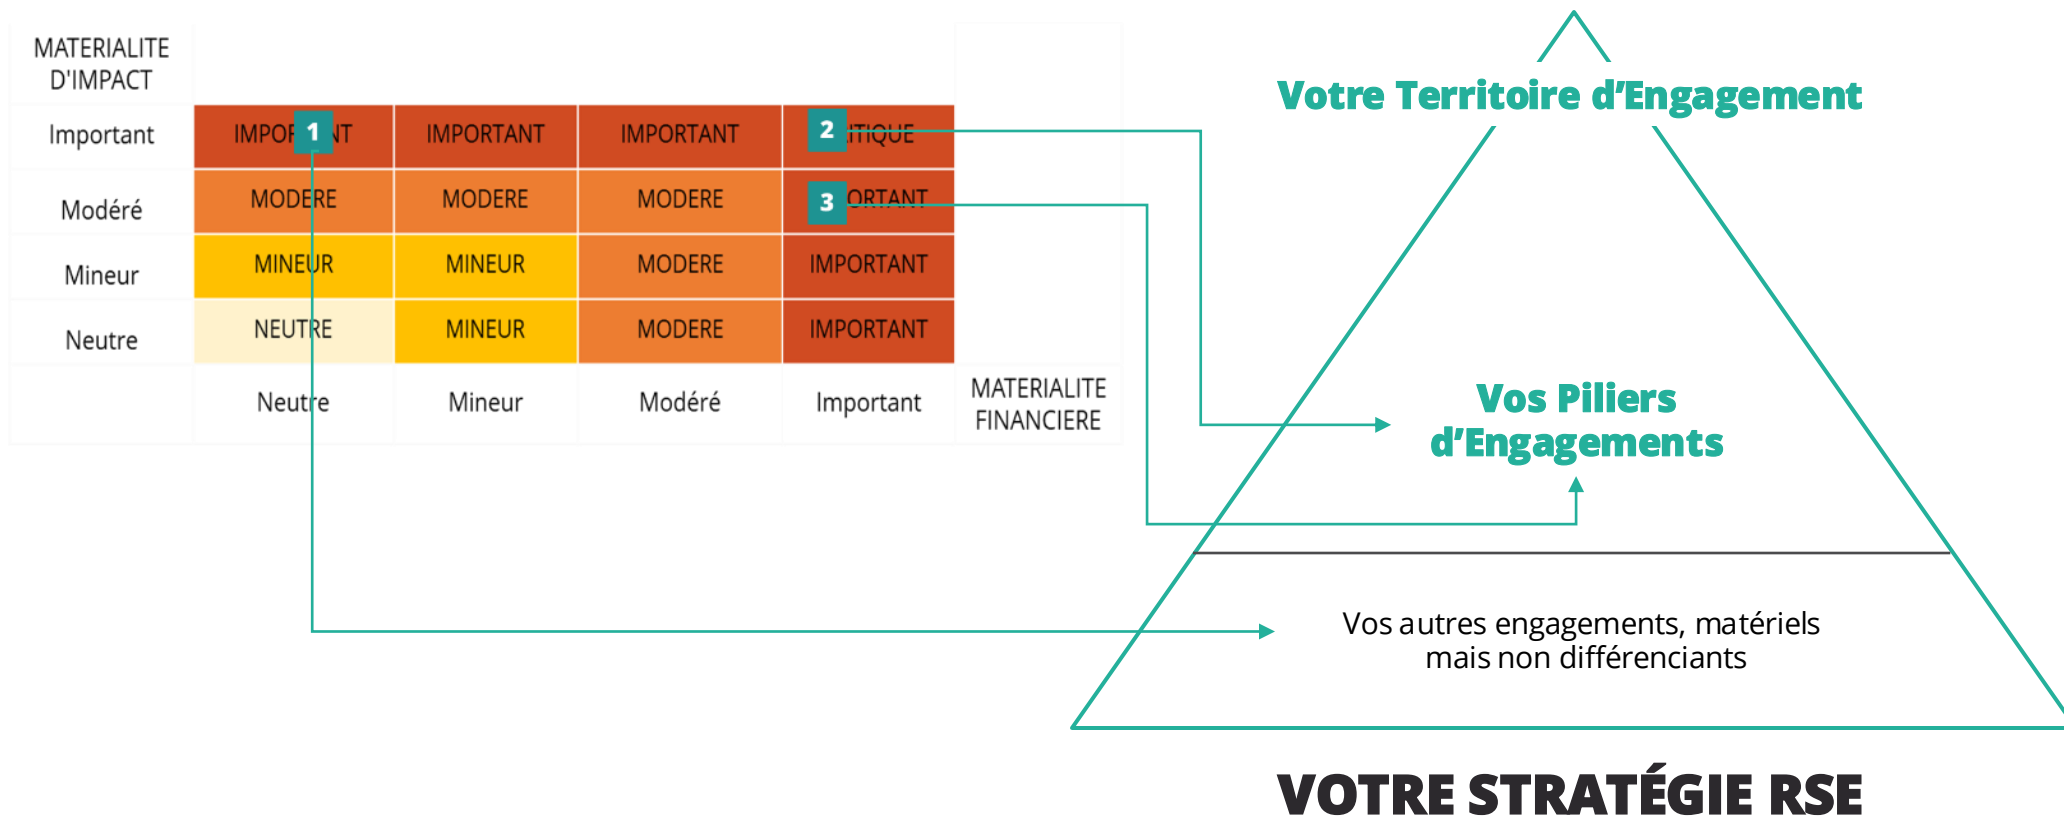 MATERIALITE
D'IMPACT
Important
1
IMPORTANT
IMPORTANT
2
Modéré
MODERE
MODERE
MODERE
3
Mineur
MINEUR
MINEUR
MODERE
IMPORTANT
Neutre
NEUTRE
MINEUR
MODERE
IMPORTANT
Neutre
Mineur
Modéré
Important
MATERIALITE
FINANCIERE
Votre Territoire d’Engagement
Vos Piliers
d’Engagements
Vos autres engagements, matériels
mais non différenciants
VOTRE STRATÉGIE RSE